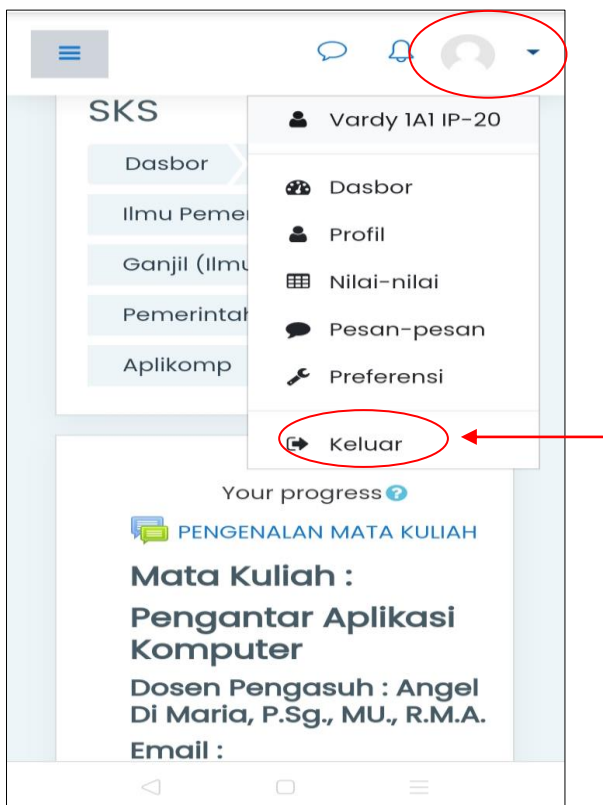 SKS
Vardy 1A1 IP-20
Dasbor
Ilmu Pemer
Ganjil (Ilmu
Pemerintah
Aplikomp
Dasbor
Profil
Nilai-nilai
Pesan-pesan
Preferensi
Keluar
Your progress
PENGENALAN MATA KULIAH
Mata Kuliah :
Pengantar Aplikasi
Komputer
Dosen Pengasuh : Angel
Di Maria, P.Sg., MU., R.M.A.
Email :